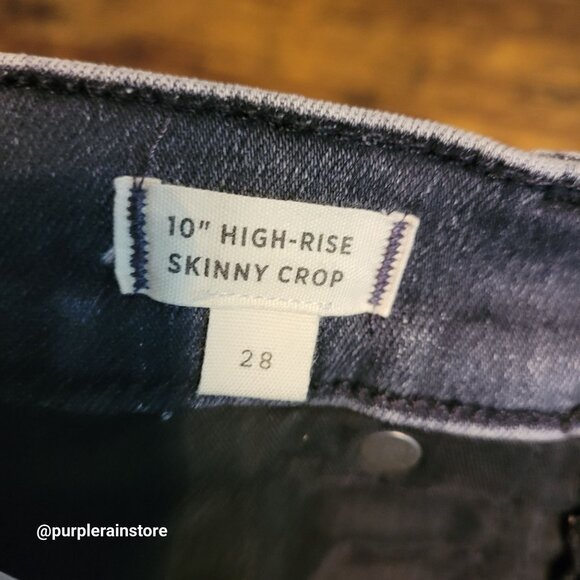 10" HIGH-RISE
SKINNY CROP
28
@purplerainstore